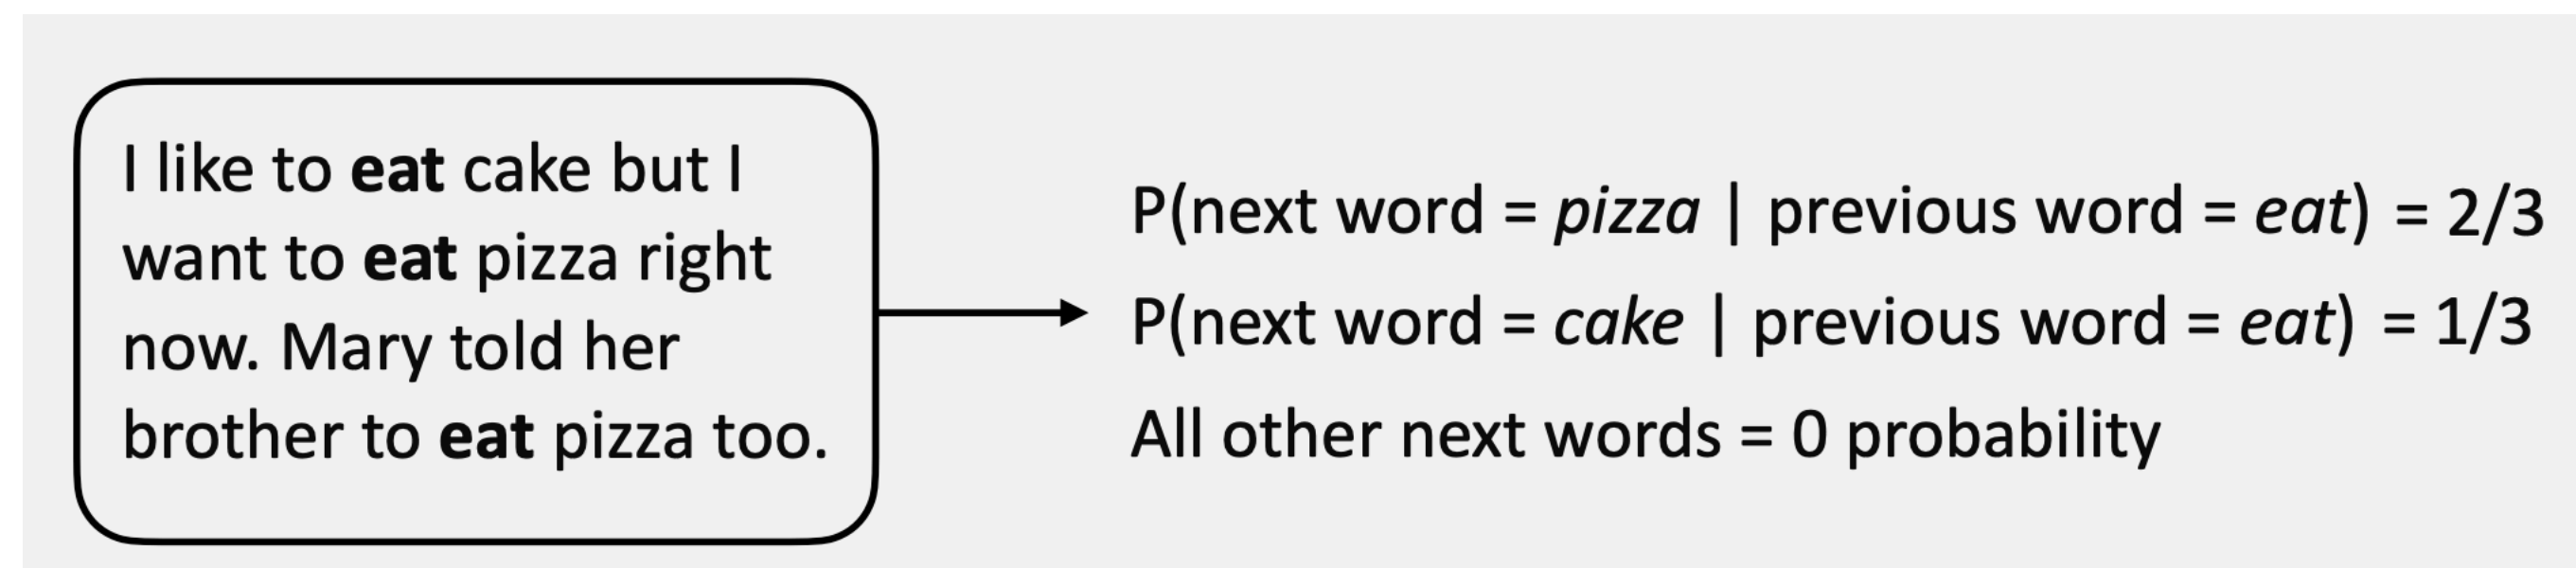 I like to eat cake but I
want to eat pizza right
now. Mary told her
brother to eat pizza too.
P(next word = pizza | previous word = eat) = 2/3
P(next word = cake | previous word = eat) = 1/3
All other next words = 0 probability